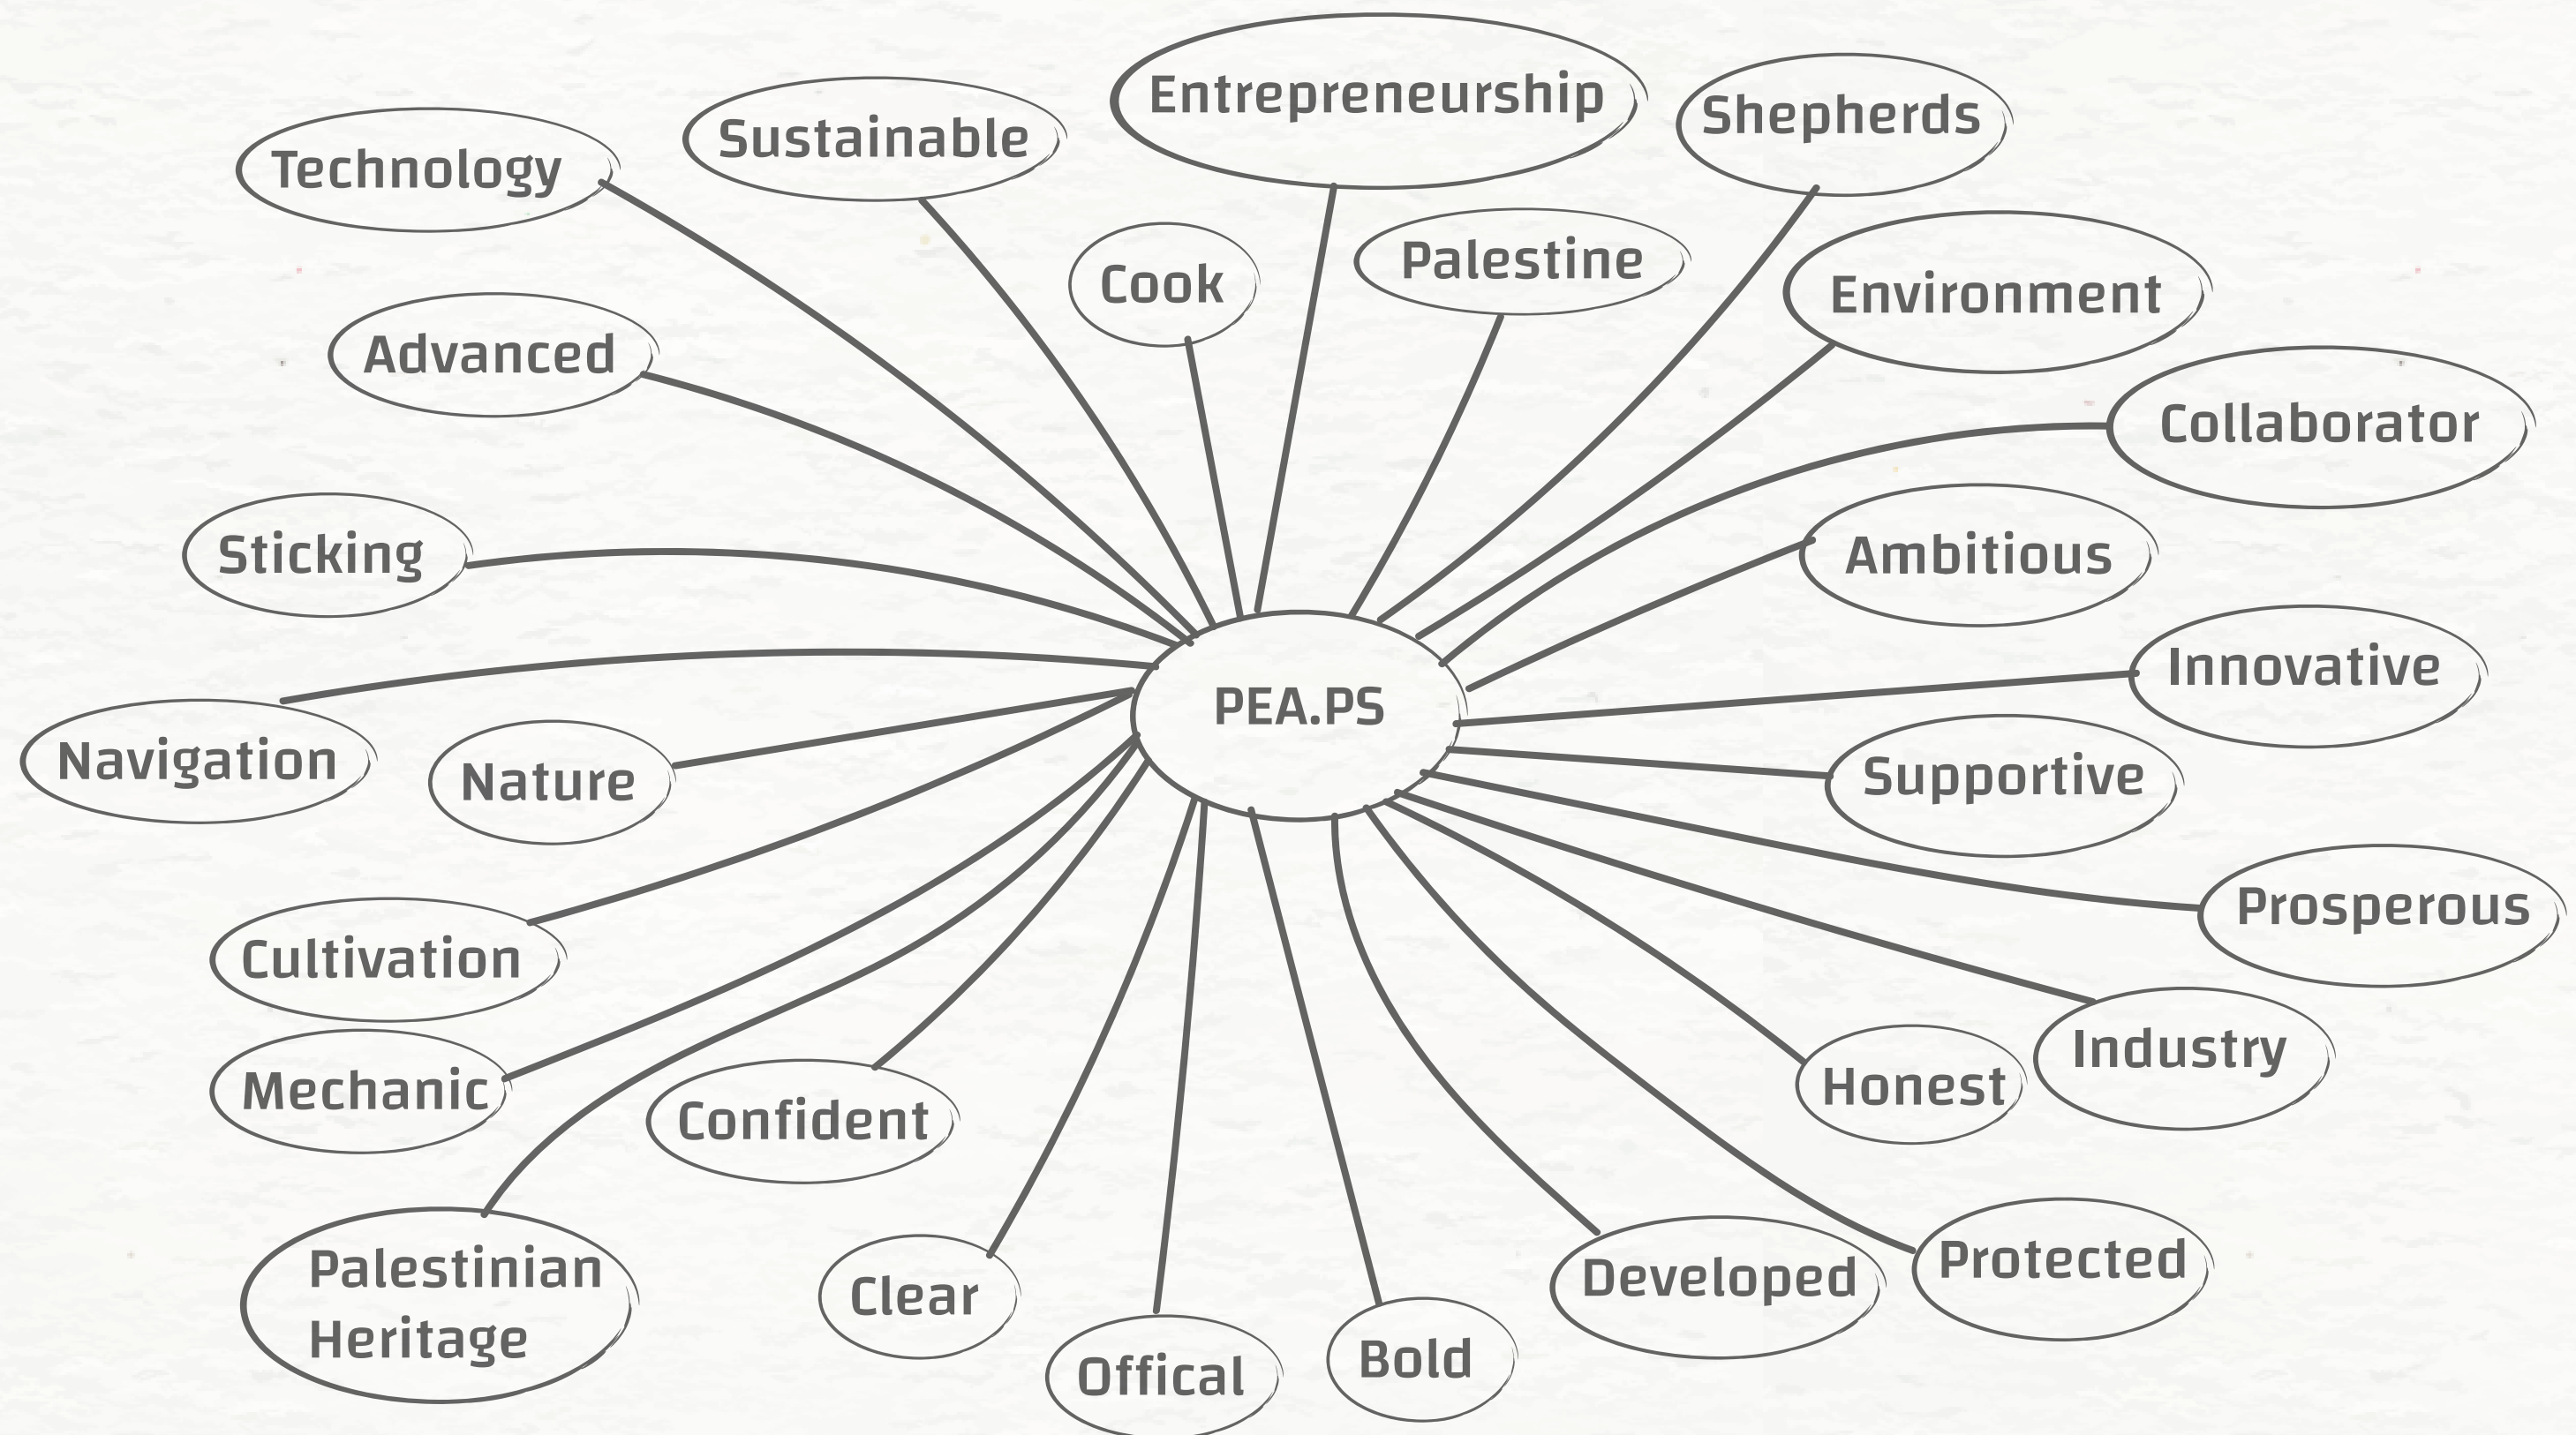 Entrepreneurship
Shepherds
Sustainable
Technology
Palestine
Cook
Environment
Advanced
Collaborator
Sticking
Ambitious
Innovative
PEA.PS
Navigation
Nature
Supportive
Prosperous
Cultivation
Industry
Mechanic
Honest
Confident
Palestinian
Heritage
Clear
Developed
Protected
Offical
Bold